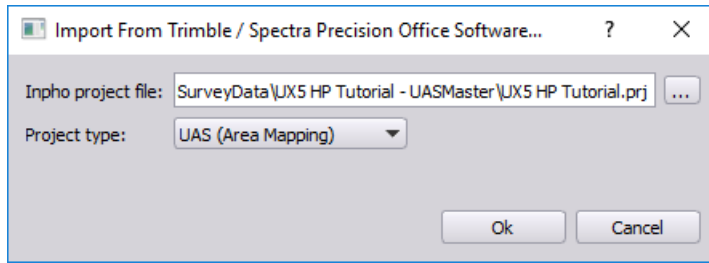 Import From Trimble / Spectra Precision Office Software... ?
Inpho project file: SurveyData\UX5 HP Tutorial - UASMaster\UX5 HP Tutorial.prj ...
Project type: UAS (Area Mapping)
Ok Cancel